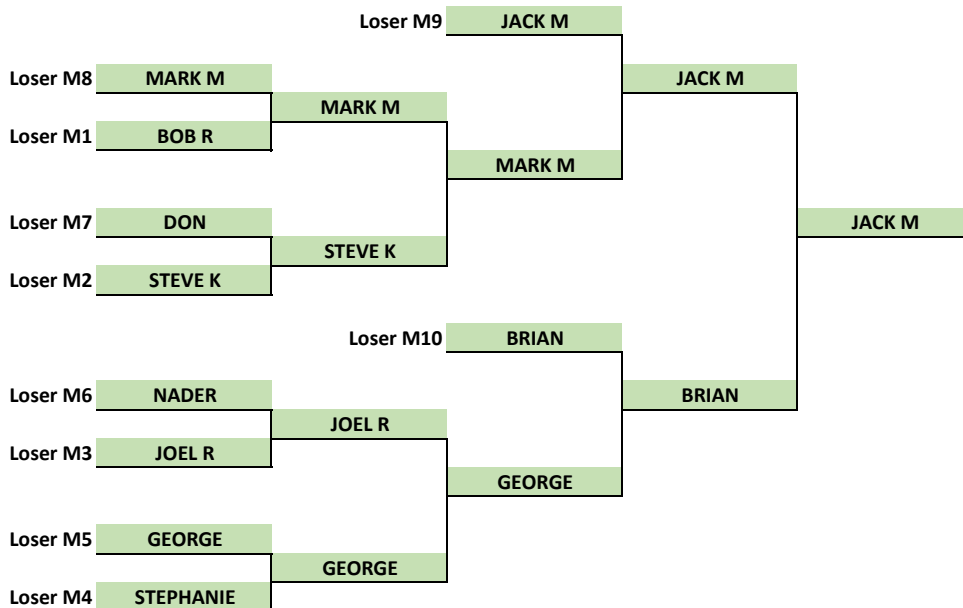 Loser M9 JACK M
Loser M8 MARK M JACK M
MARK M
Loser M1 BOB R
MARK M
Loser M7 DON JACK M
STEVE K
Loser M2 STEVE K
Loser M10 BRIAN
Loser M6 NADER BRIAN
JOEL R
Loser M3 JOEL R
GEORGE
Loser M5 GEORGE
GEORGE
Loser M4 STEPHANIE